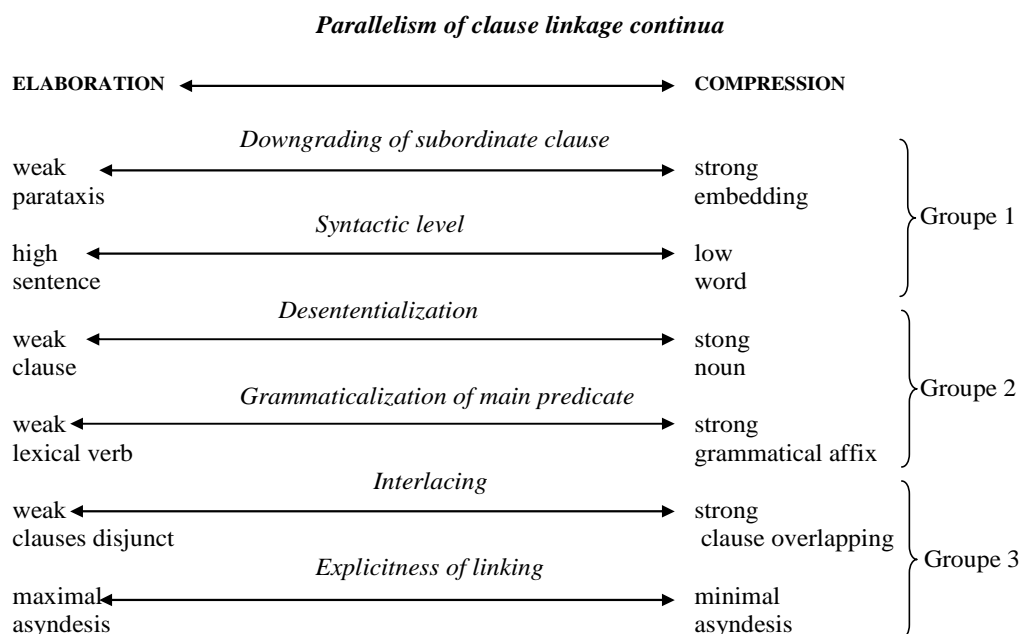 Parallelism of clause linkage continua
ELABORATION COMPRESSION
Downgrading of subordinate clause
weak strong
parataxis embedding
Groupe 1
Syntactic level
high low
sentence word
Desententialization
weak stong
clause noun
Groupe 2
Grammaticalization of main predicate
weak strong
lexical verb grammatical affix
Interlacing
weak strong
clauses disjunct clause overlapping
Groupe 3
Explicitness of linking
maximal minimal
asyndesis asyndesis